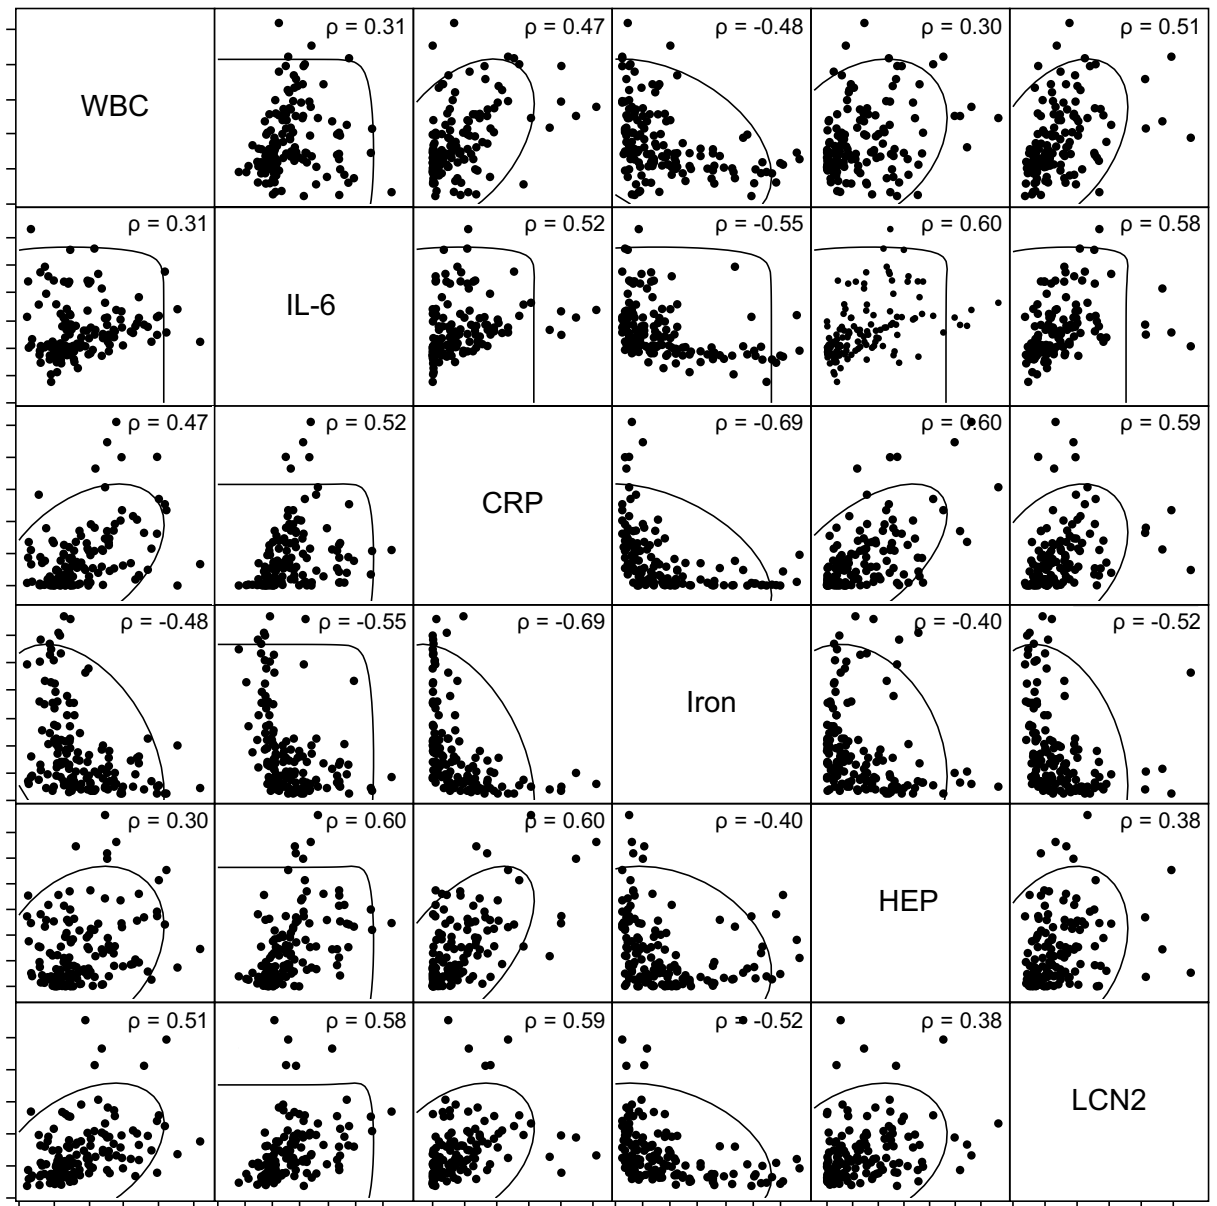 WBC ρ = 0.31 ρ = 0.47 ρ = -0.48 ρ = 0.30 ρ = 0.51
ρ = 0.31 IL-6 ρ = 0.52 ρ = -0.55 ρ = 0.60 ρ = 0.58
ρ = 0.47 ρ = 0.52 CRP ρ = -0.69 ρ = 0.60 ρ = 0.59
ρ = -0.48 ρ = -0.55 ρ = -0.69 Iron ρ = -0.40 ρ = -0.52
ρ = 0.30 ρ = 0.60 ρ = 0.60 ρ = -0.40 HEP ρ = 0.38
ρ = 0.51 ρ = 0.58 ρ = 0.59 ρ = -0.52 ρ = 0.38 LCN2